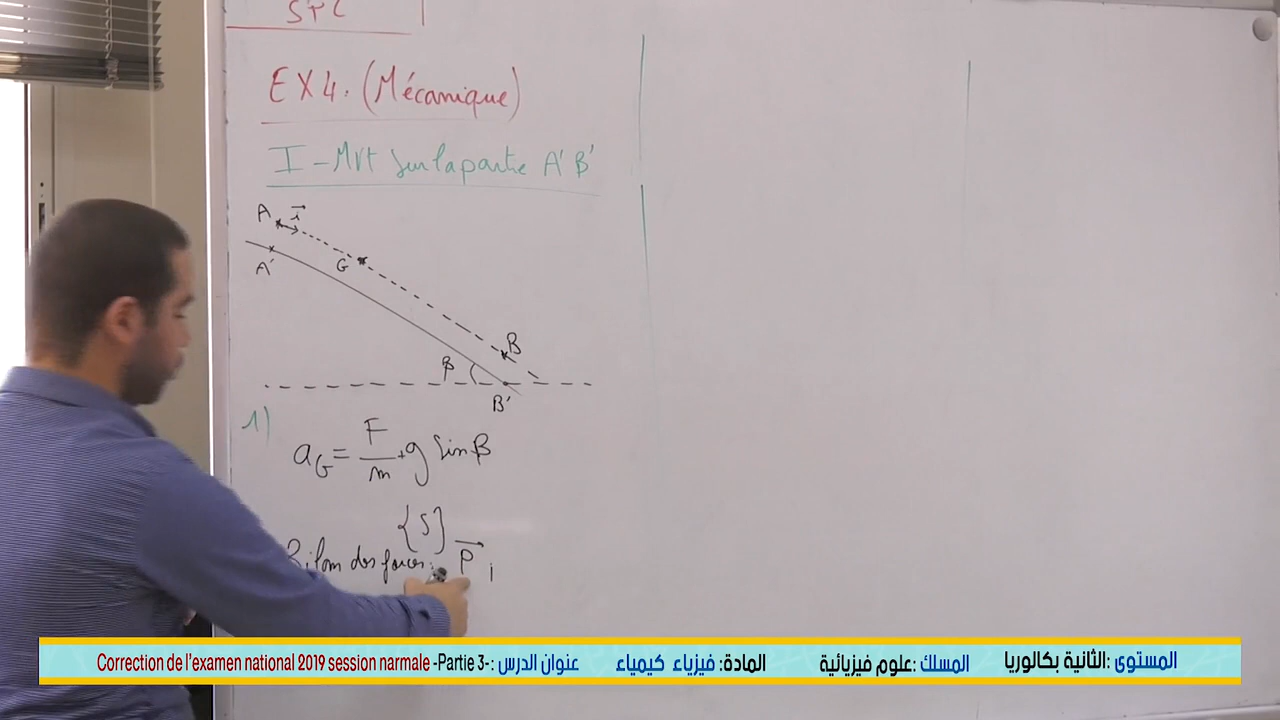 STC
EX4. (Mécanique)
I - Mvt sur la partie A' B'
A i
G
A'
B
β
B'
1)
a_G = F/m + g sin β
{S}
Bilan des forces: P ;
Correction de l'examen national 2019 session narmale -Partie 3- : عنوان الدرس المادة: فيزياء كيمياء المسلك :علوم فيزيائية المستوى :الثانية بكالوريا